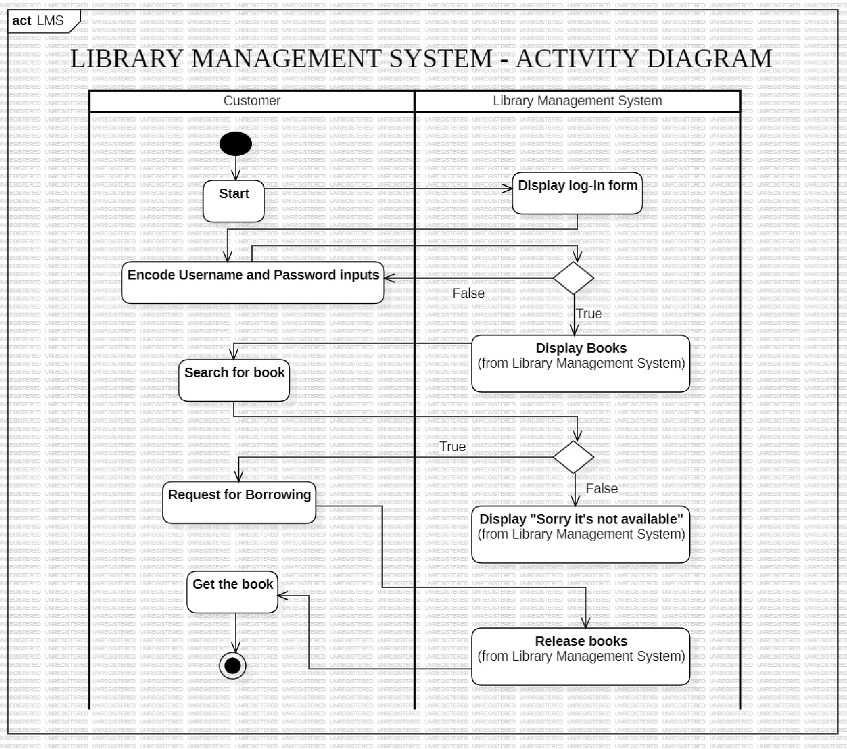 act LMS
LIBRARY MANAGEMENT SYSTEM - ACTIVITY DIAGRAM
Customer
Library Management System
Start
Display log-in form
Encode Username and Password inputs
False
True
Display Books
(from Library Management System)
Search for book
True
False
Request for Borrowing
Display "Sorry it's not available"
(from Library Management System)
Get the book
Release books
(from Library Management System)
UNREGISTERED